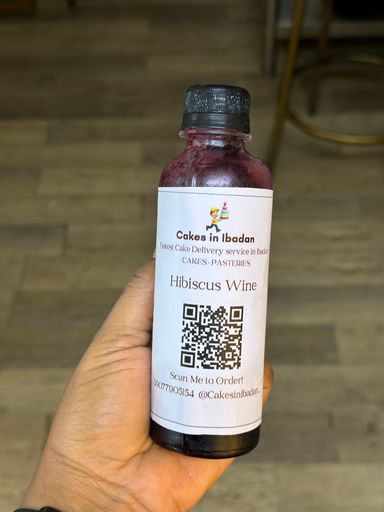 Cakes in Ibadan
Fastest Cake Delivery service in Ibadan
CAKES - PASTERIES
Hibiscus Wine
Scan Me to Order!
09077905154 @Cakesinibadan_